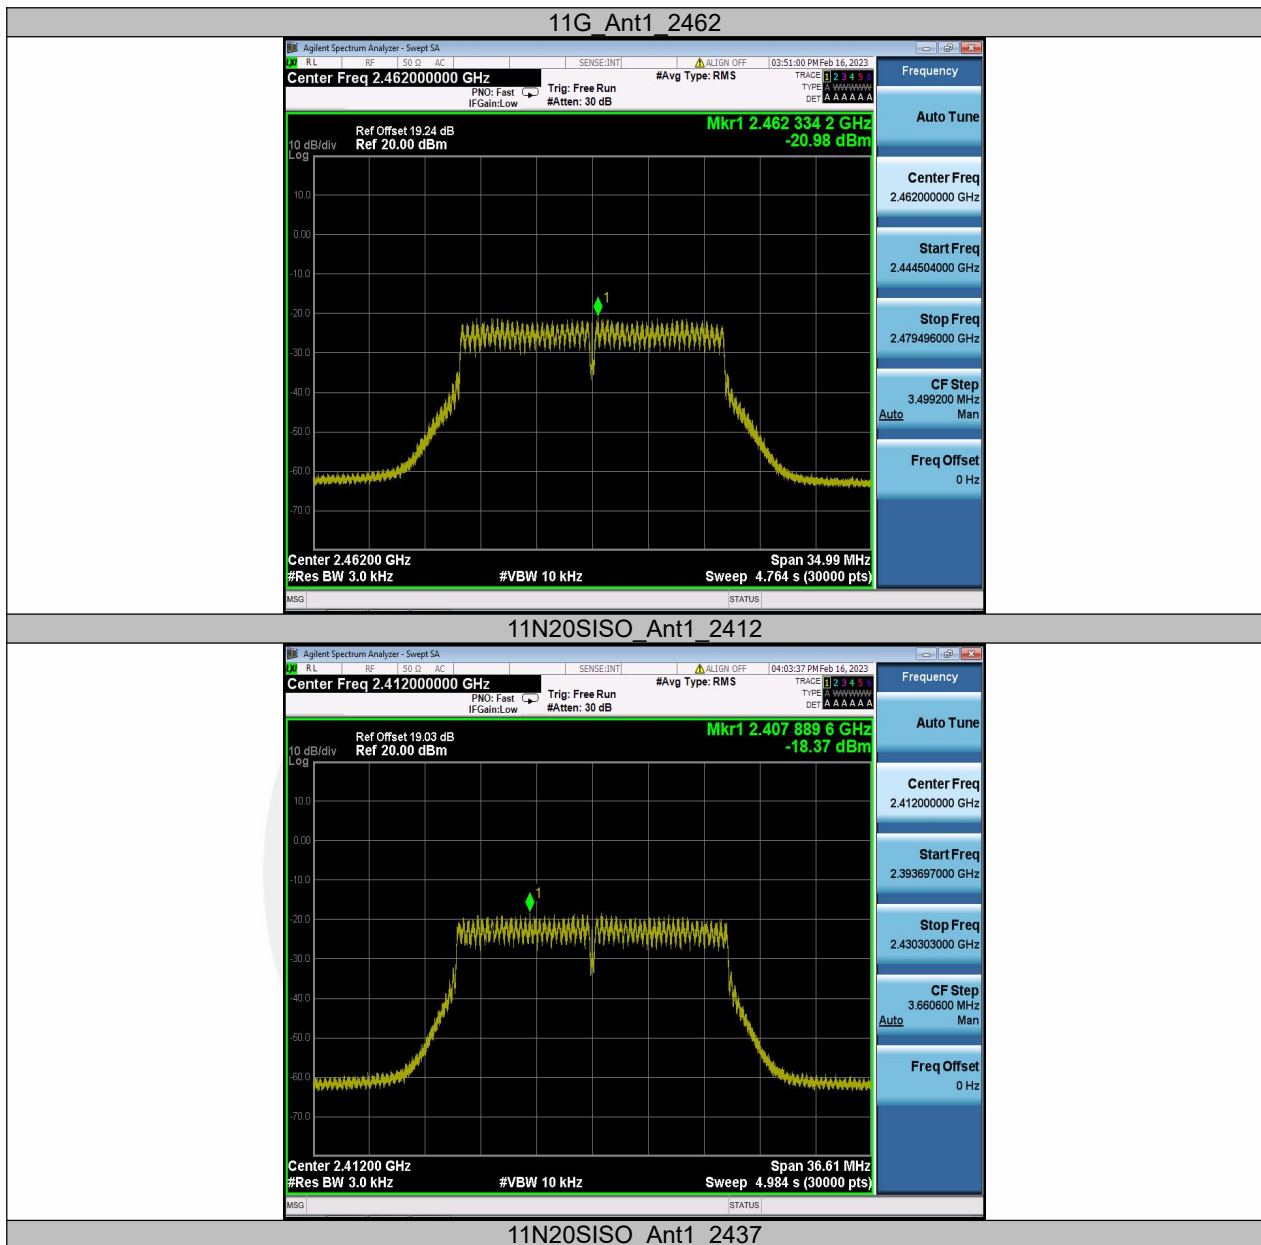 11G_Ant1_2462
Agilent Spectrum Analyzer - Swept SA
RL RF 50 Ω AC SENSE:INT ALIGN OFF 03:51:00 PM Feb 16, 2023
Center Freq 2.462000000 GHz #Avg Type: RMS TRACE 1 2 3 4 5 6
PNO: Fast Trig: Free Run TYPE A WWWWW
IFGain:Low #Atten: 30 dB DET A A A A A A
Frequency
Auto Tune
Mkr1 2.462 334 2 GHz
-20.98 dBm
Ref Offset 19.24 dB
10 dB/div Ref 20.00 dBm
Log
10.0
0.00
-10.0
-20.0
-30.0
-40.0
-50.0
-60.0
-70.0
1
Center Freq
2.462000000 GHz
Start Freq
2.444504000 GHz
Stop Freq
2.479496000 GHz
CF Step
3.499200 MHz
Auto Man
Freq Offset
0 Hz
Center 2.46200 GHz Span 34.99 MHz
#Res BW 3.0 kHz #VBW 10 kHz Sweep 4.764 s (30000 pts)
MSG STATUS
11N20SISO_Ant1_2412
Agilent Spectrum Analyzer - Swept SA
RL RF 50 Ω AC SENSE:INT ALIGN OFF 04:03:37 PM Feb 16, 2023
Center Freq 2.412000000 GHz #Avg Type: RMS TRACE 1 2 3 4 5 6
PNO: Fast Trig: Free Run TYPE A WWWWW
IFGain:Low #Atten: 30 dB DET A A A A A A
Frequency
Auto Tune
Mkr1 2.407 889 6 GHz
-18.37 dBm
Ref Offset 19.03 dB
10 dB/div Ref 20.00 dBm
Log
10.0
0.00
-10.0
-20.0
-30.0
-40.0
-50.0
-60.0
-70.0
1
Center Freq
2.412000000 GHz
Start Freq
2.393697000 GHz
Stop Freq
2.430303000 GHz
CF Step
3.660600 MHz
Auto Man
Freq Offset
0 Hz
Center 2.41200 GHz Span 36.61 MHz
#Res BW 3.0 kHz #VBW 10 kHz Sweep 4.984 s (30000 pts)
MSG STATUS
11N20SISO_Ant1_2437